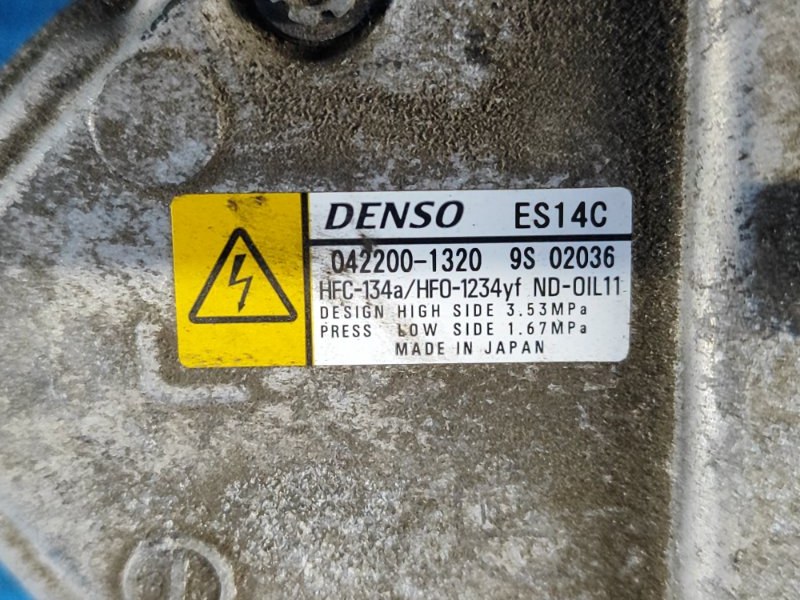 DENSO ES14C
042200-1320 9S 02036
HFC-134a/HFO-1234yf ND-OIL11
DESIGN HIGH SIDE 3.53MPa
PRESS LOW SIDE 1.67MPa
MADE IN JAPAN